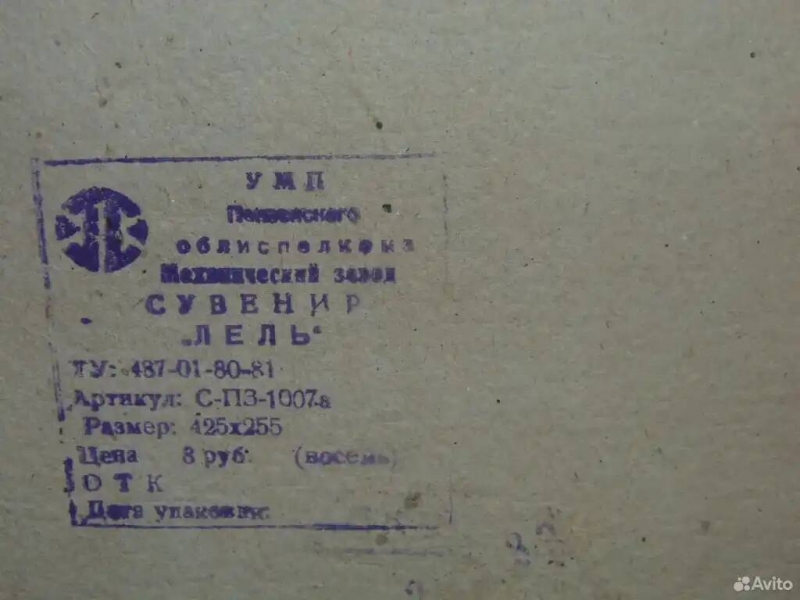 УМП
Пензенского
облисполкома
Механический завод
СУВЕНИР
„ЛЕЛЬ“
ТУ: 487-01-80-81
Артикул: С-ПЗ-1007а
Размер: 425х255
Цена 8 руб. (восемь)
ОТК
Дата упаковки:
Avito